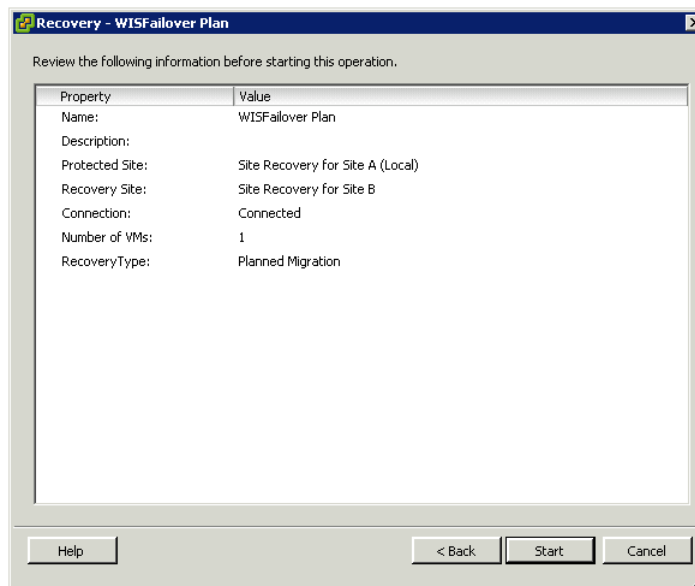 Recovery - WISFailover Plan
Review the following information before starting this operation.
Property Value
Name: WISFailover Plan
Description:
Protected Site: Site Recovery for Site A (Local)
Recovery Site: Site Recovery for Site B
Connection: Connected
Number of VMs: 1
RecoveryType: Planned Migration
Help < Back Start Cancel